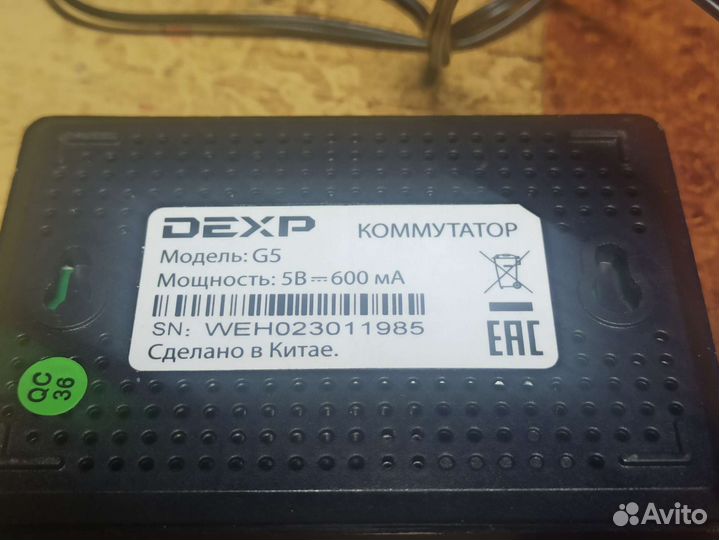 DEXP КОММУТАТОР
Модель: G5
Мощность: 5В⎓600 мА
SN: WEH023011985
Сделано в Китае.
EAC
QC
36
Avito